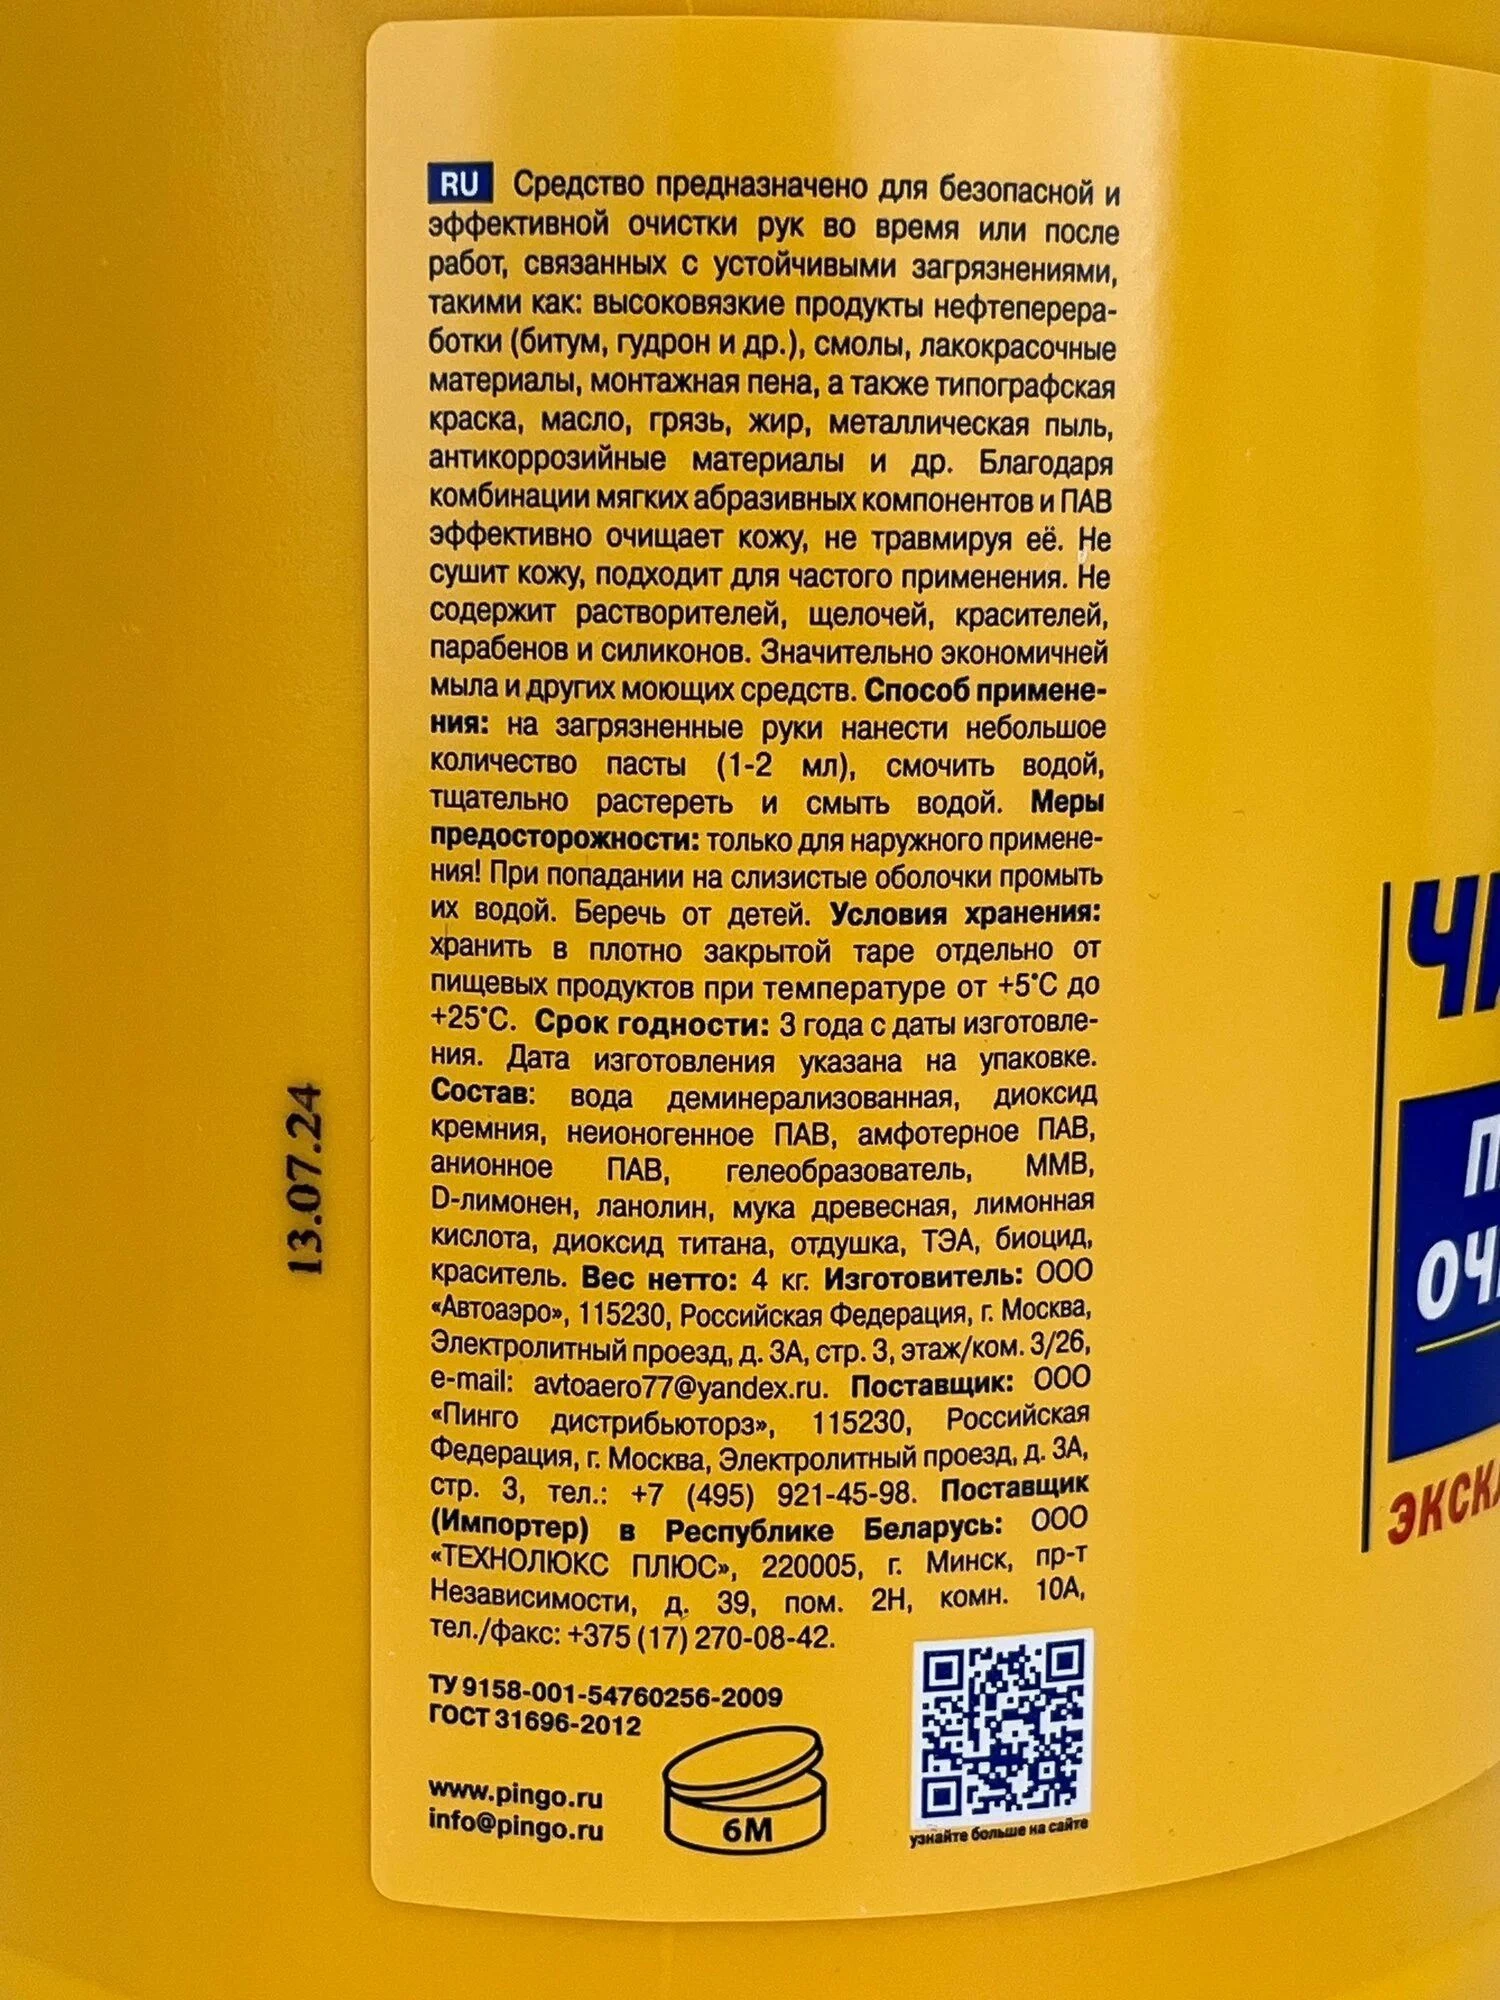 RU Средство предназначено для безопасной и
эффективной очистки рук во время или после
работ, связанных с устойчивыми загрязнениями,
такими как: высоковязкие продукты нефтеперера-
ботки (битум, гудрон и др.), смолы, лакокрасочные
материалы, монтажная пена, а также типографская
краска, масло, грязь, жир, металлическая пыль,
антикоррозийные материалы и др. Благодаря
комбинации мягких абразивных компонентов и ПАВ
эффективно очищает кожу, не травмируя её. Не
сушит кожу, подходит для частого применения. Не
содержит растворителей, щелочей, красителей,
парабенов и силиконов. Значительно экономичней
мыла и других моющих средств. Способ примене-
ния: на загрязненные руки нанести небольшое
количество пасты (1-2 мл), смочить водой,
тщательно растереть и смыть водой. Меры
предосторожности: только для наружного примене-
ния! При попадании на слизистые оболочки промыть
их водой. Беречь от детей. Условия хранения:
хранить в плотно закрытой таре отдельно от
пищевых продуктов при температуре от +5°С до
+25°С. Срок годности: 3 года с даты изготовле-
ния. Дата изготовления указана на упаковке.
Состав: вода деминерализованная, диоксид
кремния, неионогенное ПАВ, амфотерное ПАВ,
анионное ПАВ, гелеобразователь, ММВ,
D-лимонен, ланолин, мука древесная, лимонная
кислота, диоксид титана, отдушка, ТЭА, биоцид,
краситель. Вес нетто: 4 кг. Изготовитель: ООО
«Автоаэро», 115230, Российская Федерация, г. Москва,
Электролитный проезд, д. 3А, стр. 3, этаж/ком. 3/26,
e-mail: avtoaero77@yandex.ru. Поставщик: ООО
«Пинго дистрибьюторз», 115230, Российская
Федерация, г. Москва, Электролитный проезд, д. 3А,
стр. 3, тел.: +7 (495) 921-45-98. Поставщик
(Импортер) в Республике Беларусь: ООО
«ТЕХНОЛЮКС ПЛЮС», 220005, г. Минск, пр-т
Независимости, д. 39, пом. 2Н, комн. 10А,
тел./факс: +375 (17) 270-08-42.
ТУ 9158-001-54760256-2009
ГОСТ 31696-2012
www.pingo.ru
info@pingo.ru
6M
узнайте больше на сайте
13.07.24